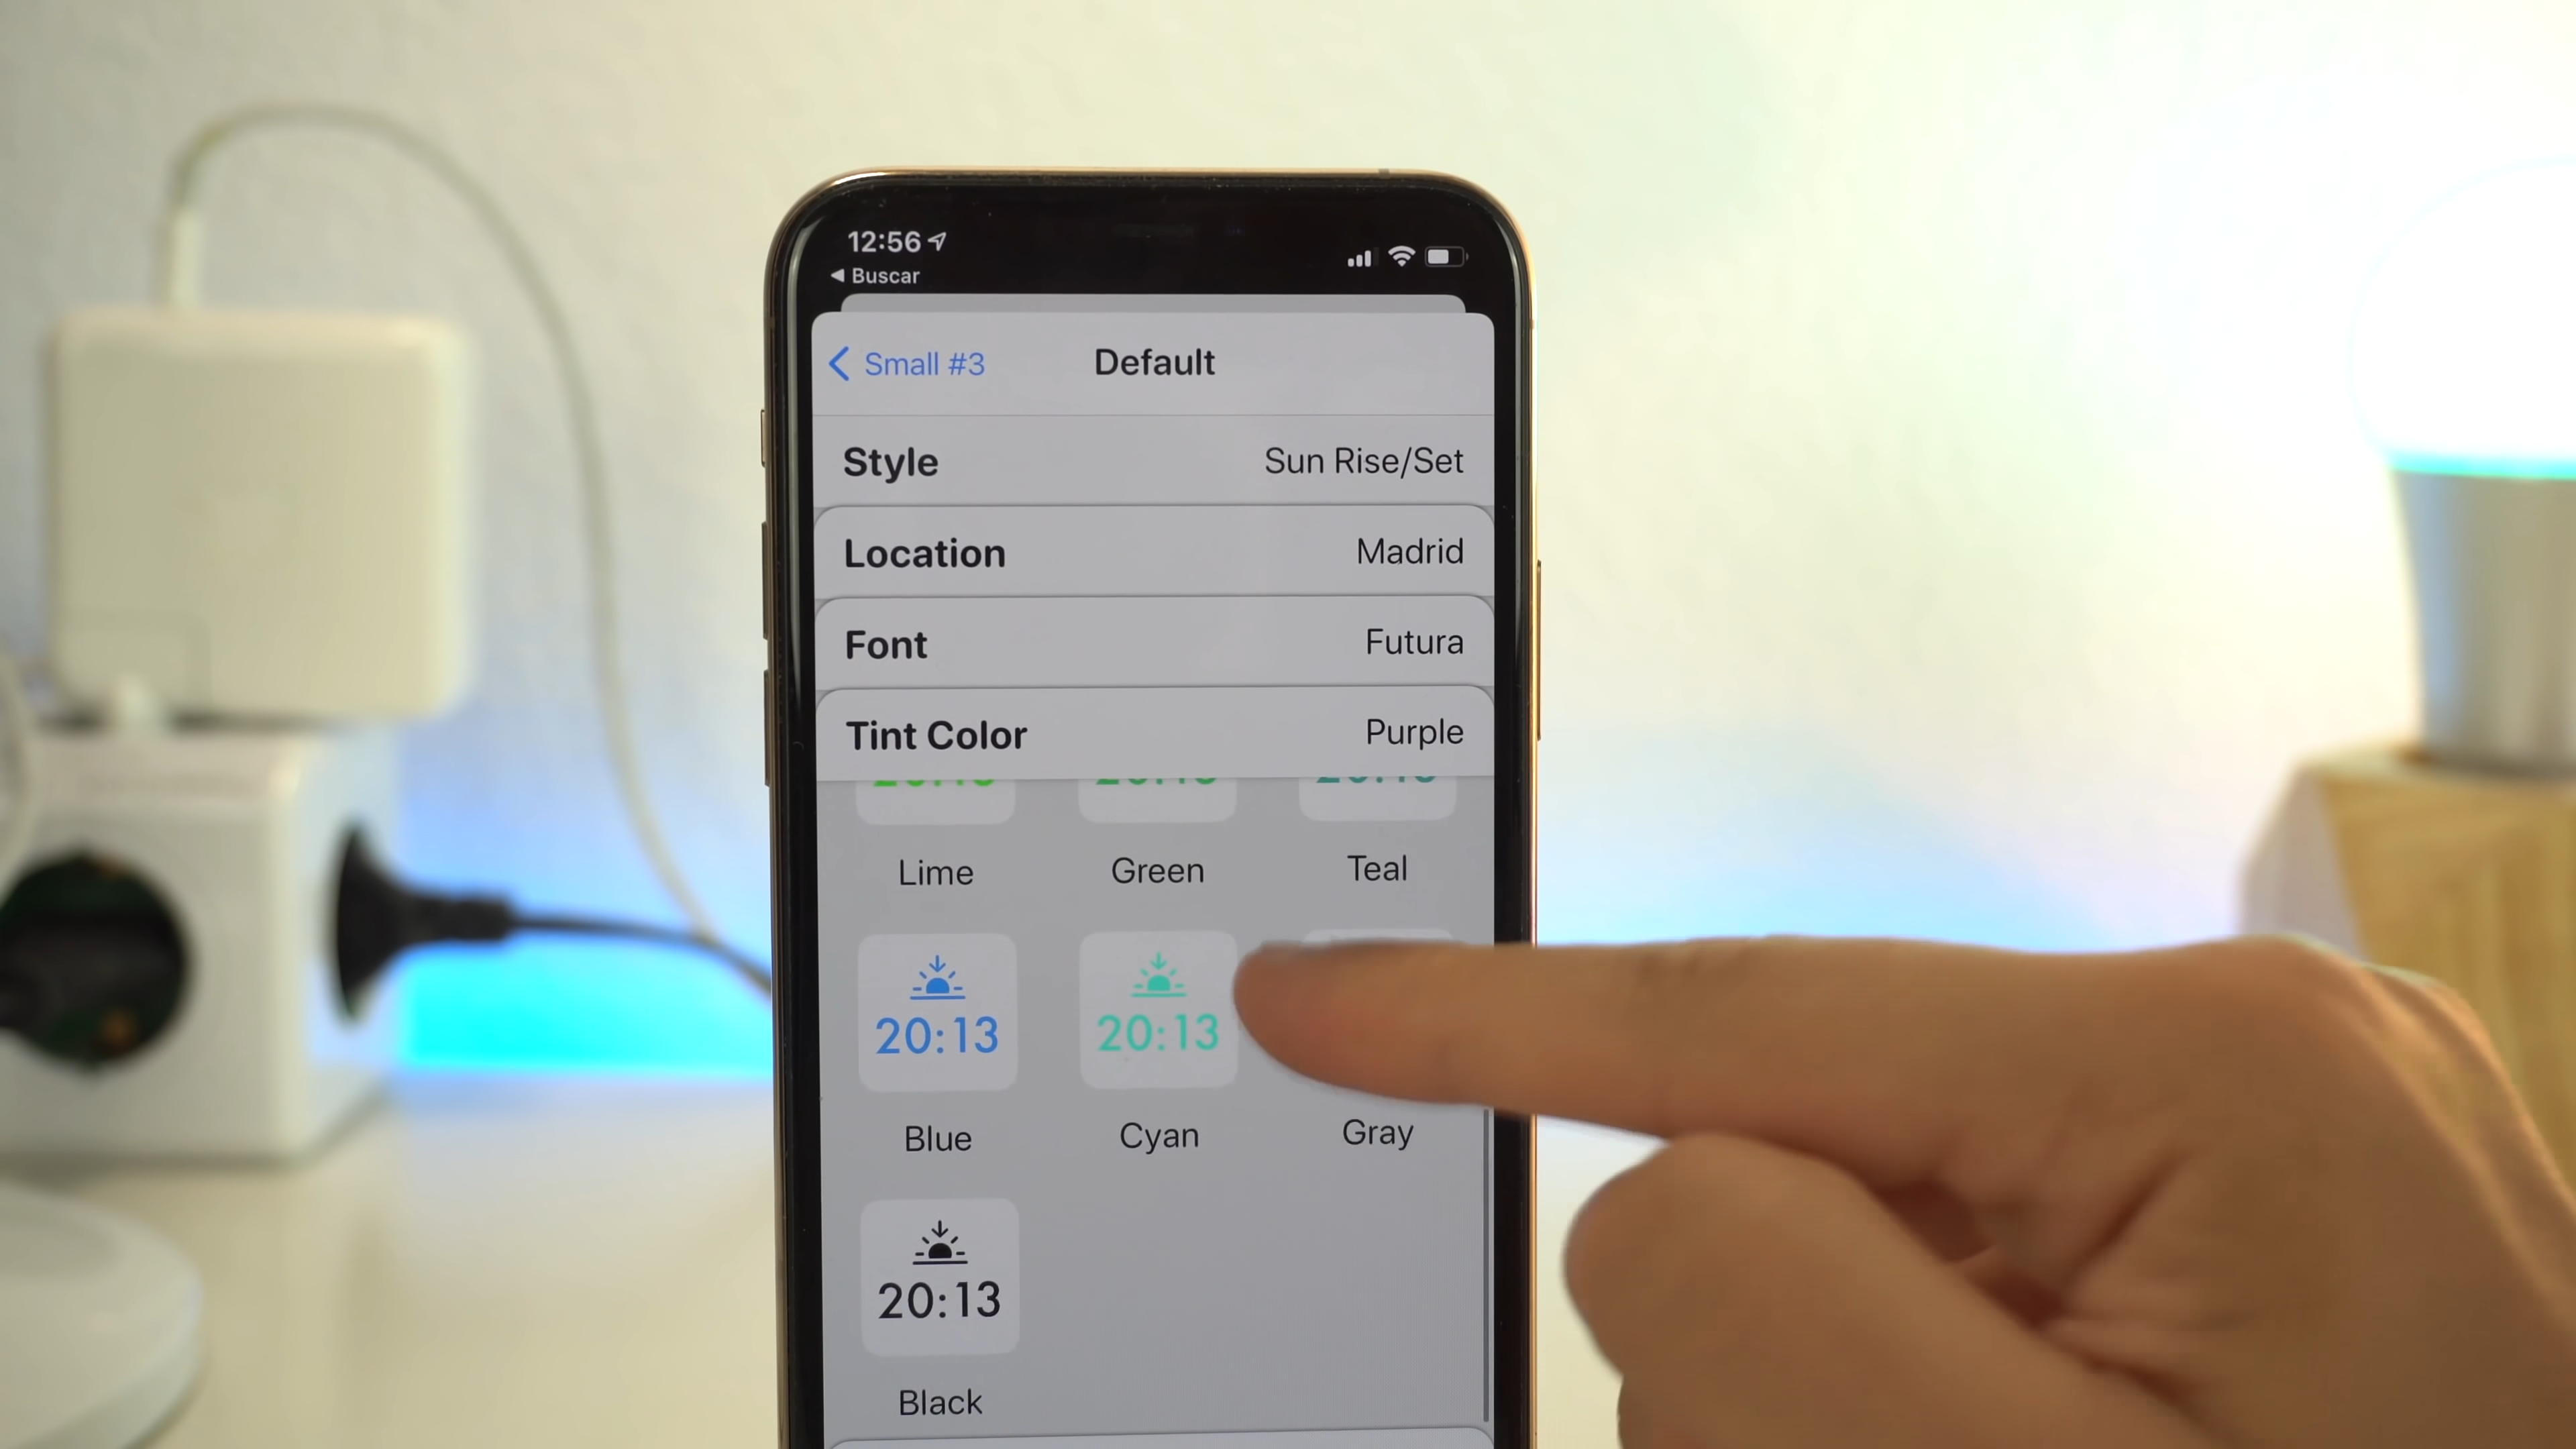 12:56
Buscar
Small #3 Default
Style Sun Rise/Set
Location Madrid
Font Futura
Tint Color Purple
Lime Green Teal
20:13 20:13
Blue Cyan Gray
20:13
Black